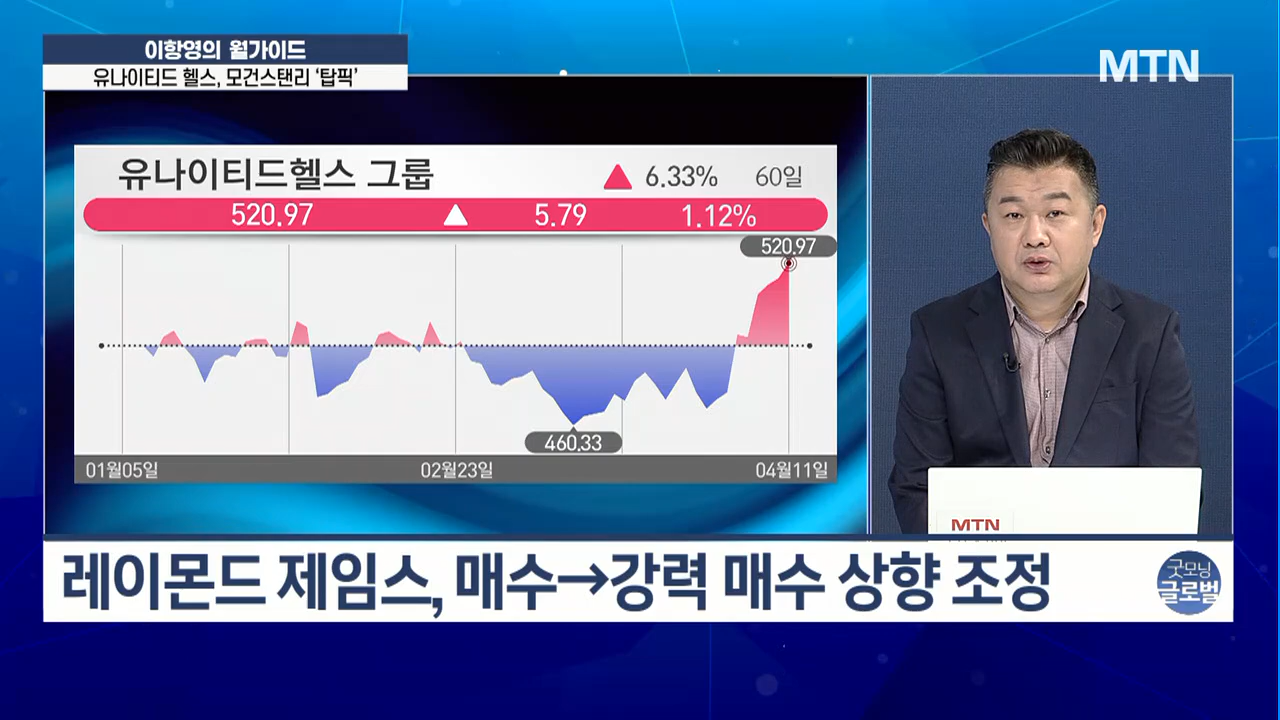 이항영의 월가이드
유나이티드 헬스, 모건스탠리 ‘탑픽’
MTN
유나이티드헬스 그룹 ▲ 6.33% 60일
520.97 △ 5.79 1.12%
520.97
460.33
01월05일 02월23일 04월11일
MTN
레이몬드 제임스, 매수→강력 매수 상향 조정
굿모닝
글로벌